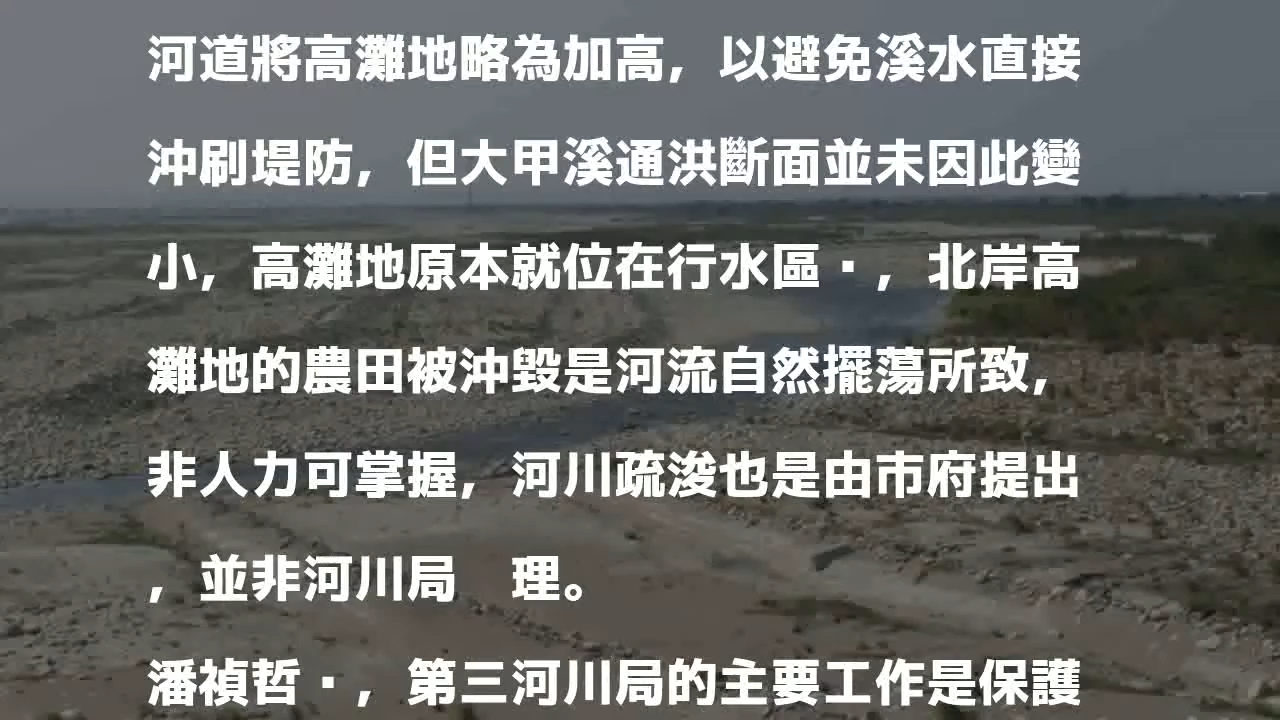 河道將高灘地略為加高，以避免溪水直接
沖刷堤防，但大甲溪通洪斷面並未因此變
小，高灘地原本就位在行水區·，北岸高
灘地的農田被沖毀是河流自然擺蕩所致，
非人力可掌握，河川疏浚也是由市府提出
，並非河川局　理。
潘禎哲·，第三河川局的主要工作是保護